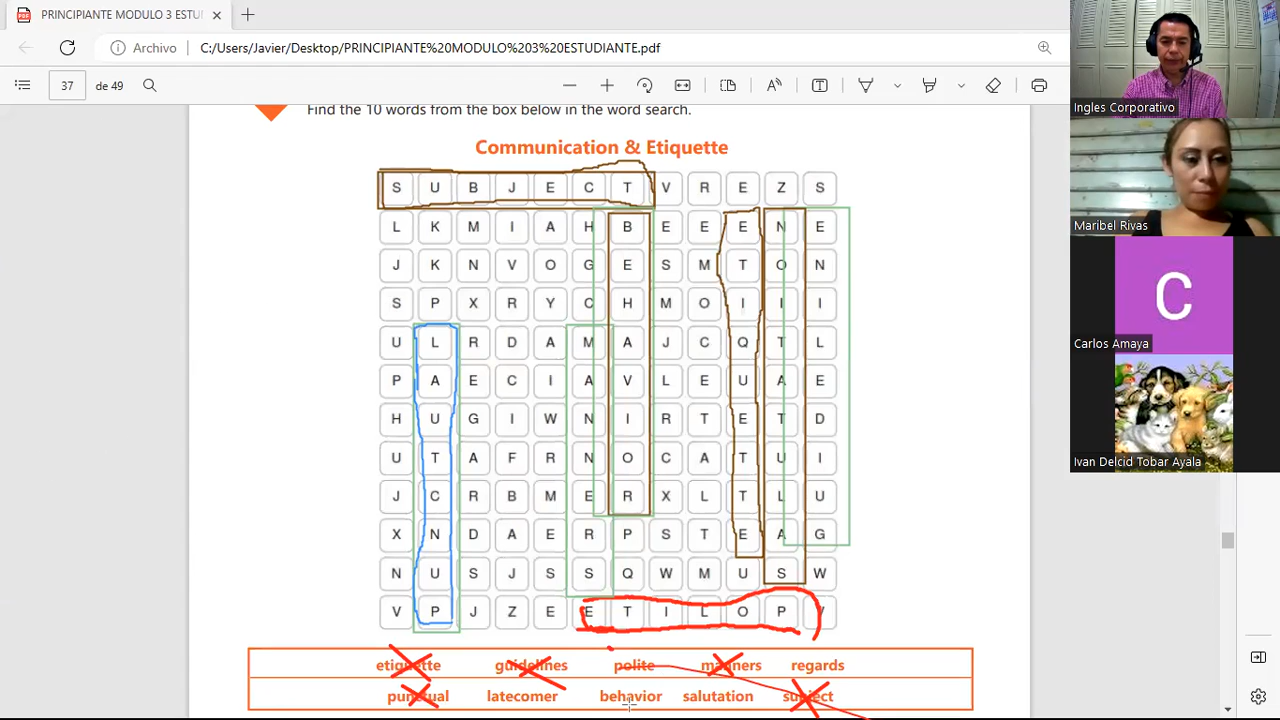 PRINCIPIANTE MODULO 3 ESTU
Archivo C:/Users/Javier/Desktop/PRINCIPIANTE%20MODULO%203%20ESTUDIANTE.pdf
37 de 49
Find the 10 words from the box below in the word search.
Communication & Etiquette
S U B J E C T V R E Z S
L K M I A H B E E E N E
J K N V O G E S M T O N
S P X R Y C H M O I I I
U L R D A M A J C Q T L
P A E C I A V L E U A E
H U G I W N I R T E T D
U T A F R N O C A T U I
J C R B M E R X L T L U
X N D A E R P S T E A G
N U S J S S Q W M U S W
V P J Z E E T I L O P V
etiquette guidelines polite manners regards
punctual latecomer behavior salutation subject
Ingles Corporativo
Maribel Rivas
C
Carlos Amaya
Ivan Delcid Tobar Ayala